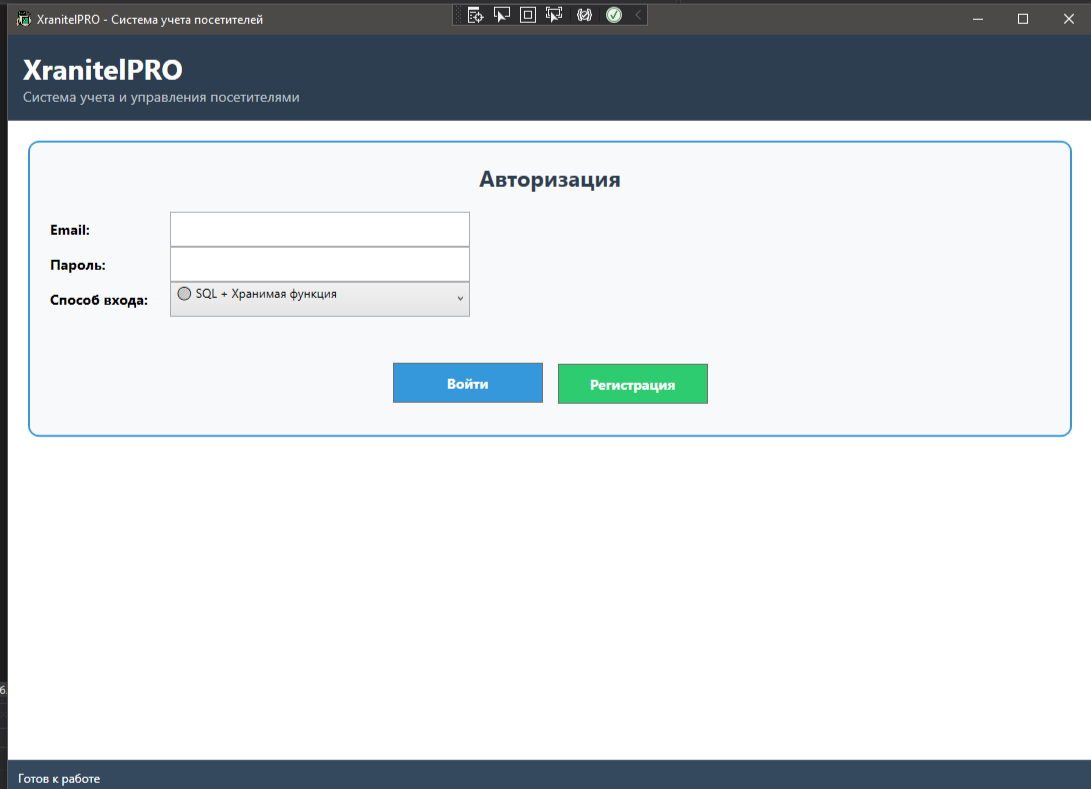 XranitelPRO - Система учета посетителей
XranitelPRO
Система учета и управления посетителями
Авторизация
Email:
Пароль:
Способ входа:
SQL + Хранимая функция
Войти
Регистрация
Готов к работе